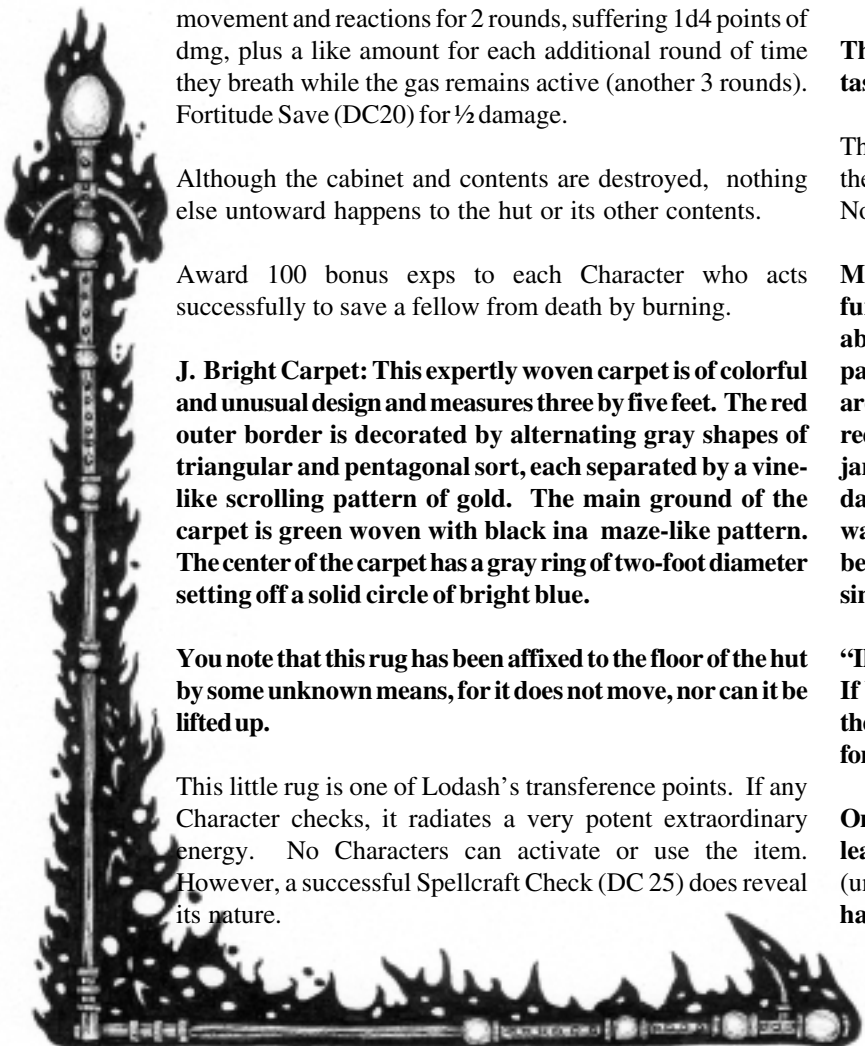 movement and reactions for 2 rounds, suffering 1d4 points of
dmg, plus a like amount for each additional round of time
they breath while the gas remains active (another 3 rounds).
Fortitude Save (DC20) for ½ damage.
Although the cabinet and contents are destroyed, nothing
else untoward happens to the hut or its other contents.
Award 100 bonus exps to each Character who acts
successfully to save a fellow from death by burning.
J. Bright Carpet: This expertly woven carpet is of colorful
and unusual design and measures three by five feet. The red
outer border is decorated by alternating gray shapes of
triangular and pentagonal sort, each separated by a vine-
like scrolling pattern of gold. The main ground of the
carpet is green woven with black ina maze-like pattern.
The center of the carpet has a gray ring of two-foot diameter
setting off a solid circle of bright blue.
You note that this rug has been affixed to the floor of the hut
by some unknown means, for it does not move, nor can it be
lifted up.
This little rug is one of Lodash's transference points. If any
Character checks, it radiates a very potent extraordinary
energy. No Characters can activate or use the item.
However, a successful Spellcraft Check (DC 25) does reveal
its nature.